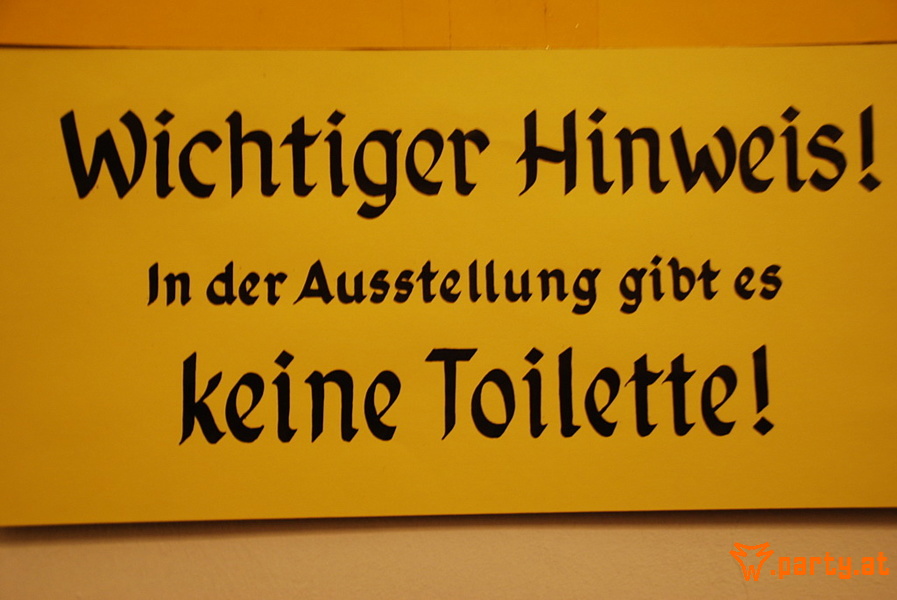 Wichtiger Hinweis!
In der Ausstellung gibt es
keine Toilette!
W.party.at